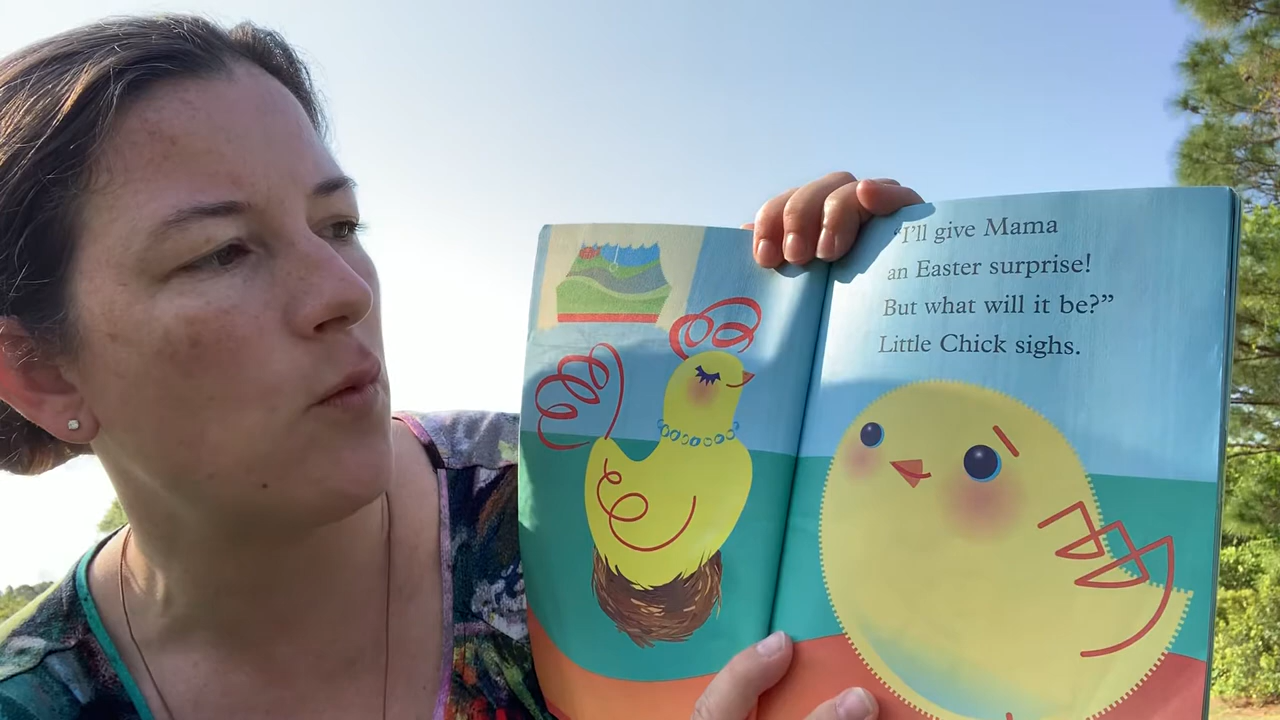 "I'll give Mama
an Easter surprise!
But what will it be?"
Little Chick sighs.